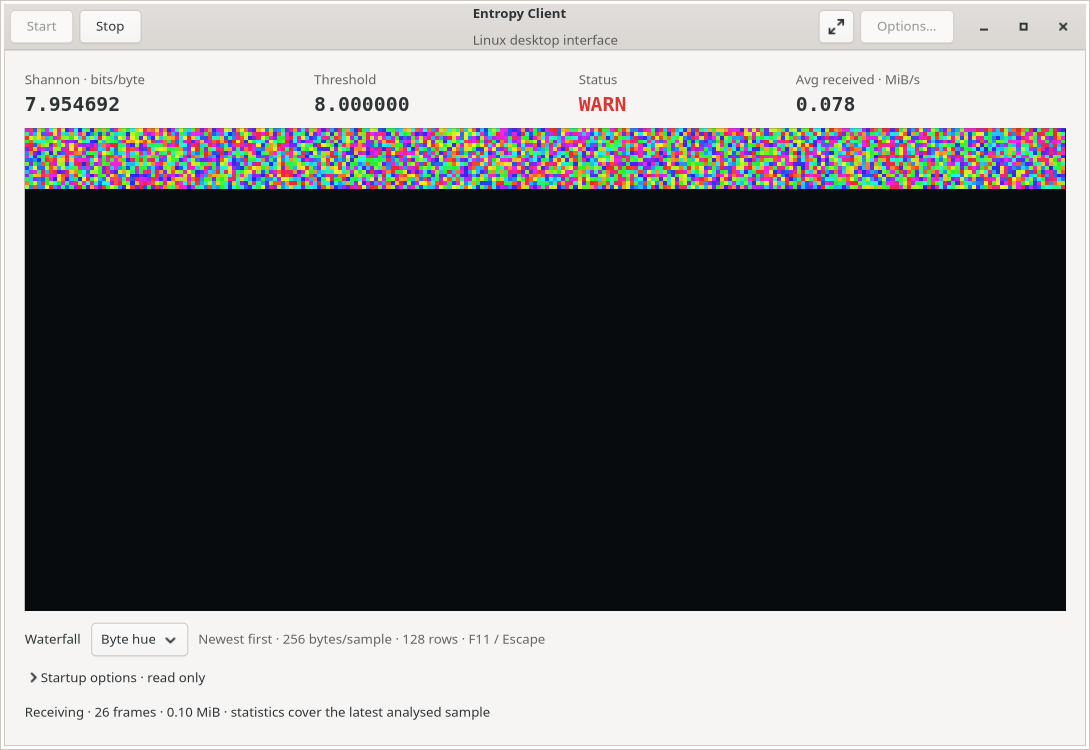 Start
Stop
Entropy Client
Linux desktop interface
Options...
Shannon · bits/byte
7.954692
Threshold
8.000000
Status
WARN
Avg received · MiB/s
0.078
Waterfall
Byte hue
Newest first · 256 bytes/sample · 128 rows · F11 / Escape
Startup options · read only
Receiving · 26 frames · 0.10 MiB · statistics cover the latest analysed sample